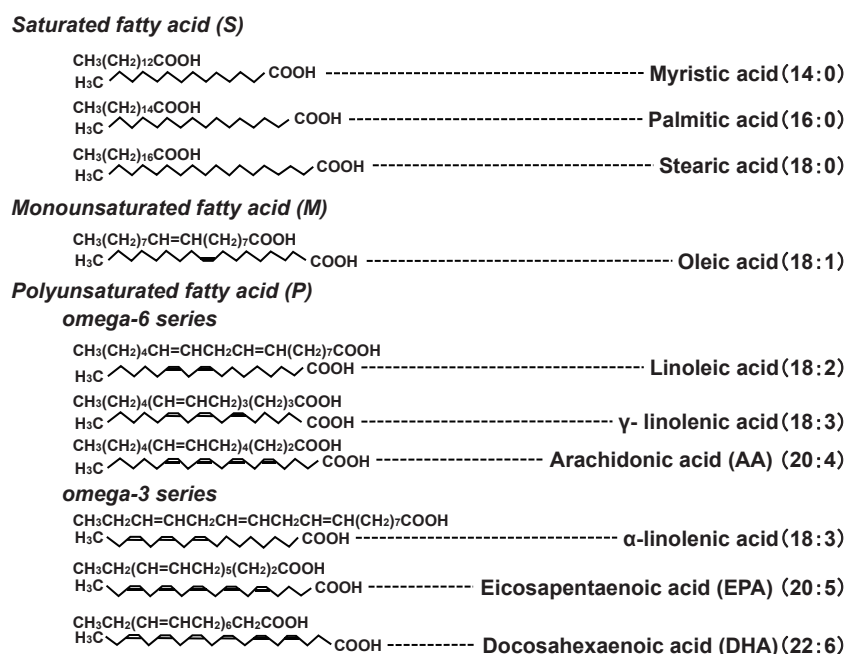 Saturated fatty acid (S)
CH₃(CH₂)₁₂COOH
H₃C COOH Myristic acid (14:0)
CH₃(CH₂)₁₄COOH
H₃C COOH Palmitic acid (16:0)
CH₃(CH₂)₁₆COOH
H₃C COOH Stearic acid (18:0)
Monounsaturated fatty acid (M)
CH₃(CH₂)₇CH=CH(CH₂)₇COOH
H₃C COOH Oleic acid (18:1)
Polyunsaturated fatty acid (P)
omega-6 series
CH₃(CH₂)₄CH=CHCH₂CH=CH(CH₂)₇COOH
H₃C COOH Linoleic acid (18:2)
CH₃(CH₂)₄(CH=CHCH₂)₃(CH₂)₃COOH
H₃C COOH γ- linolenic acid (18:3)
CH₃(CH₂)₄(CH=CHCH₂)₄(CH₂)₂COOH
H₃C COOH Arachidonic acid (AA) (20:4)
omega-3 series
CH₃CH₂CH=CHCH₂CH=CHCH₂CH=CH(CH₂)₇COOH
H₃C COOH α-linolenic acid (18:3)
CH₃CH₂(CH=CHCH₂)₅(CH₂)₂COOH
H₃C COOH Eicosapentaenoic acid (EPA) (20:5)
CH₃CH₂(CH=CHCH₂)₆CH₂COOH
H₃C COOH Docosahexaenoic acid (DHA) (22:6)